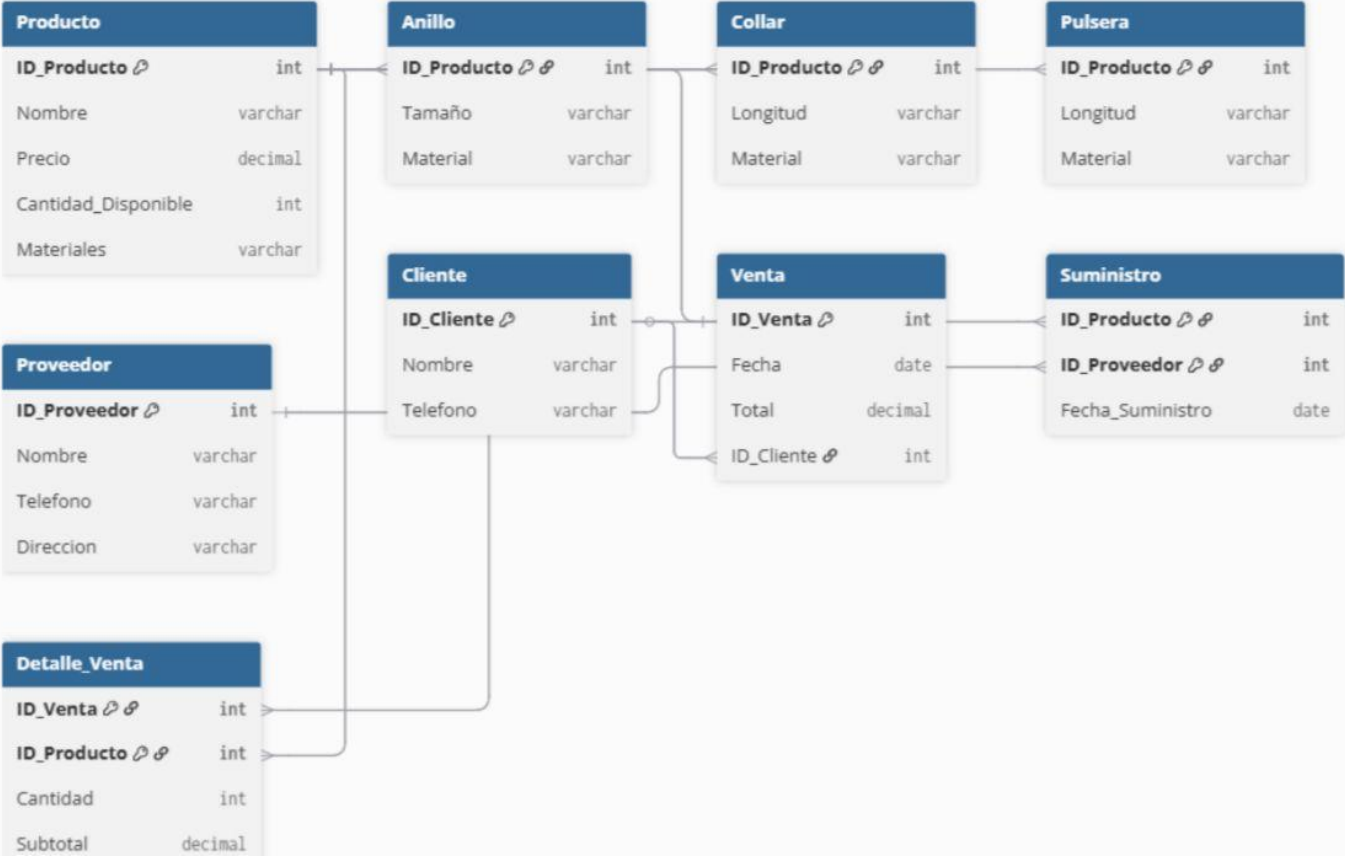 Producto
ID_Producto int
Nombre varchar
Precio decimal
Cantidad_Disponible int
Materiales varchar
Anillo
ID_Producto int
Tamaño varchar
Material varchar
Collar
ID_Producto int
Longitud varchar
Material varchar
Pulsera
ID_Producto int
Longitud varchar
Material varchar
Cliente
ID_Cliente int
Nombre varchar
Telefono varchar
Venta
ID_Venta int
Fecha date
Total decimal
ID_Cliente int
Suministro
ID_Producto int
ID_Proveedor int
Fecha_Suministro date
Proveedor
ID_Proveedor int
Nombre varchar
Telefono varchar
Direccion varchar
Detalle_Venta
ID_Venta int
ID_Producto int
Cantidad int
Subtotal decimal